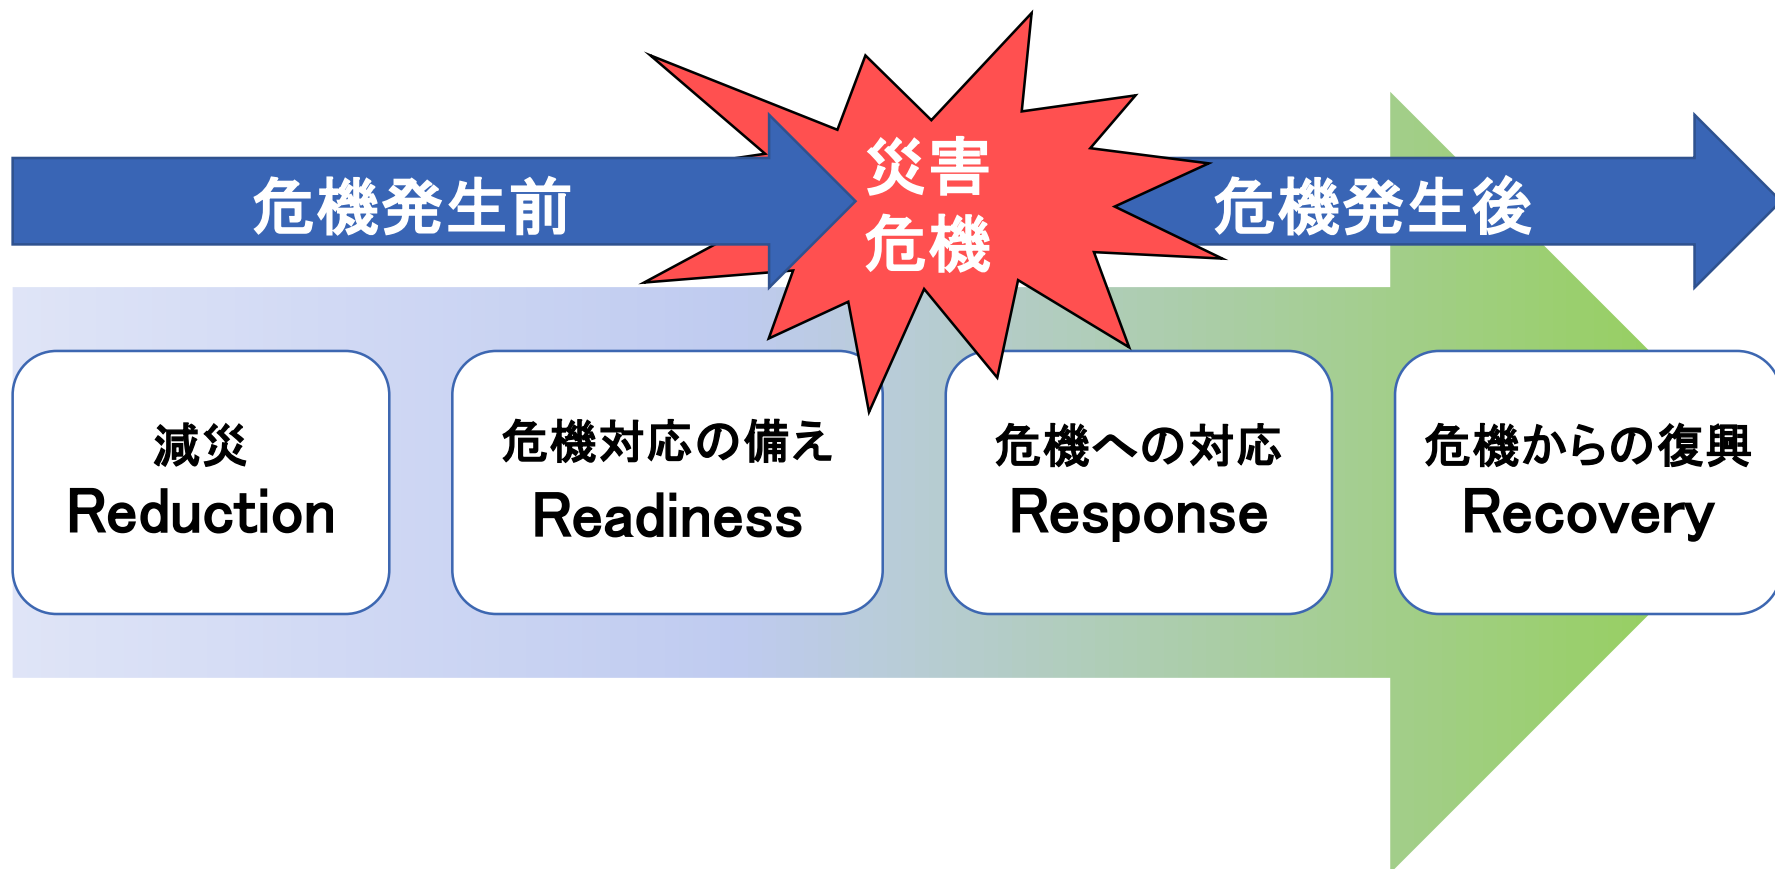 危機発生前
災害
危機
危機発生後
減災
Reduction
危機対応の備え
Readiness
危機への対応
Response
危機からの復興
Recovery